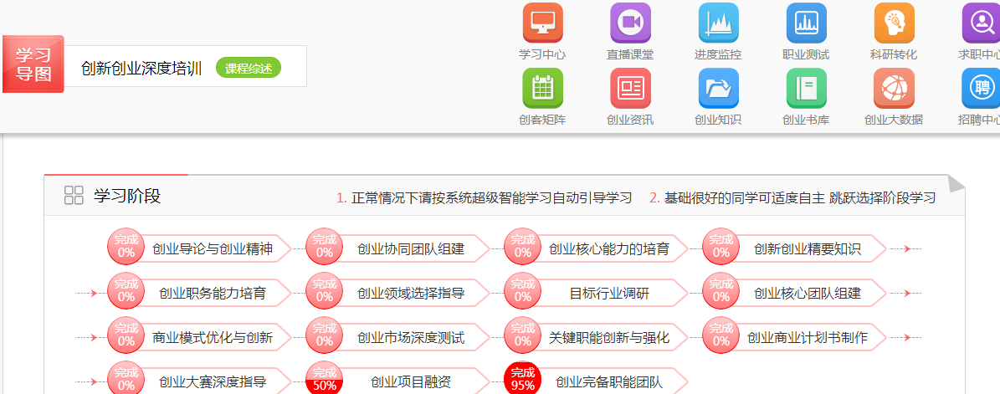 学习中心 直播课堂 进度监控 职业测试 科研转化 求职中
学习
导图
创新创业深度培训 课程综述
聘
创客矩阵 创业资讯 创业知识 创业书库 创业大数据 招聘中
学习阶段 1. 正常情况下请按系统超级智能学习自动引导学习 2. 基础很好的同学可适度自主 跳跃选择阶段学习
完成 0% 创业导论与创业精神 完成 0% 创业协同团队组建 完成 0% 创业核心能力的培育 完成 0% 创新创业精要知识
完成 0% 创业职务能力培育 完成 0% 创业领域选择指导 完成 0% 目标行业调研 完成 0% 创业核心团队组建
完成 0% 商业模式优化与创新 完成 0% 创业市场深度测试 完成 0% 关键职能创新与强化 完成 0% 创业商业计划书制作
完成 0% 创业大赛深度指导 完成 50% 创业项目融资 完成 95% 创业完备职能团队